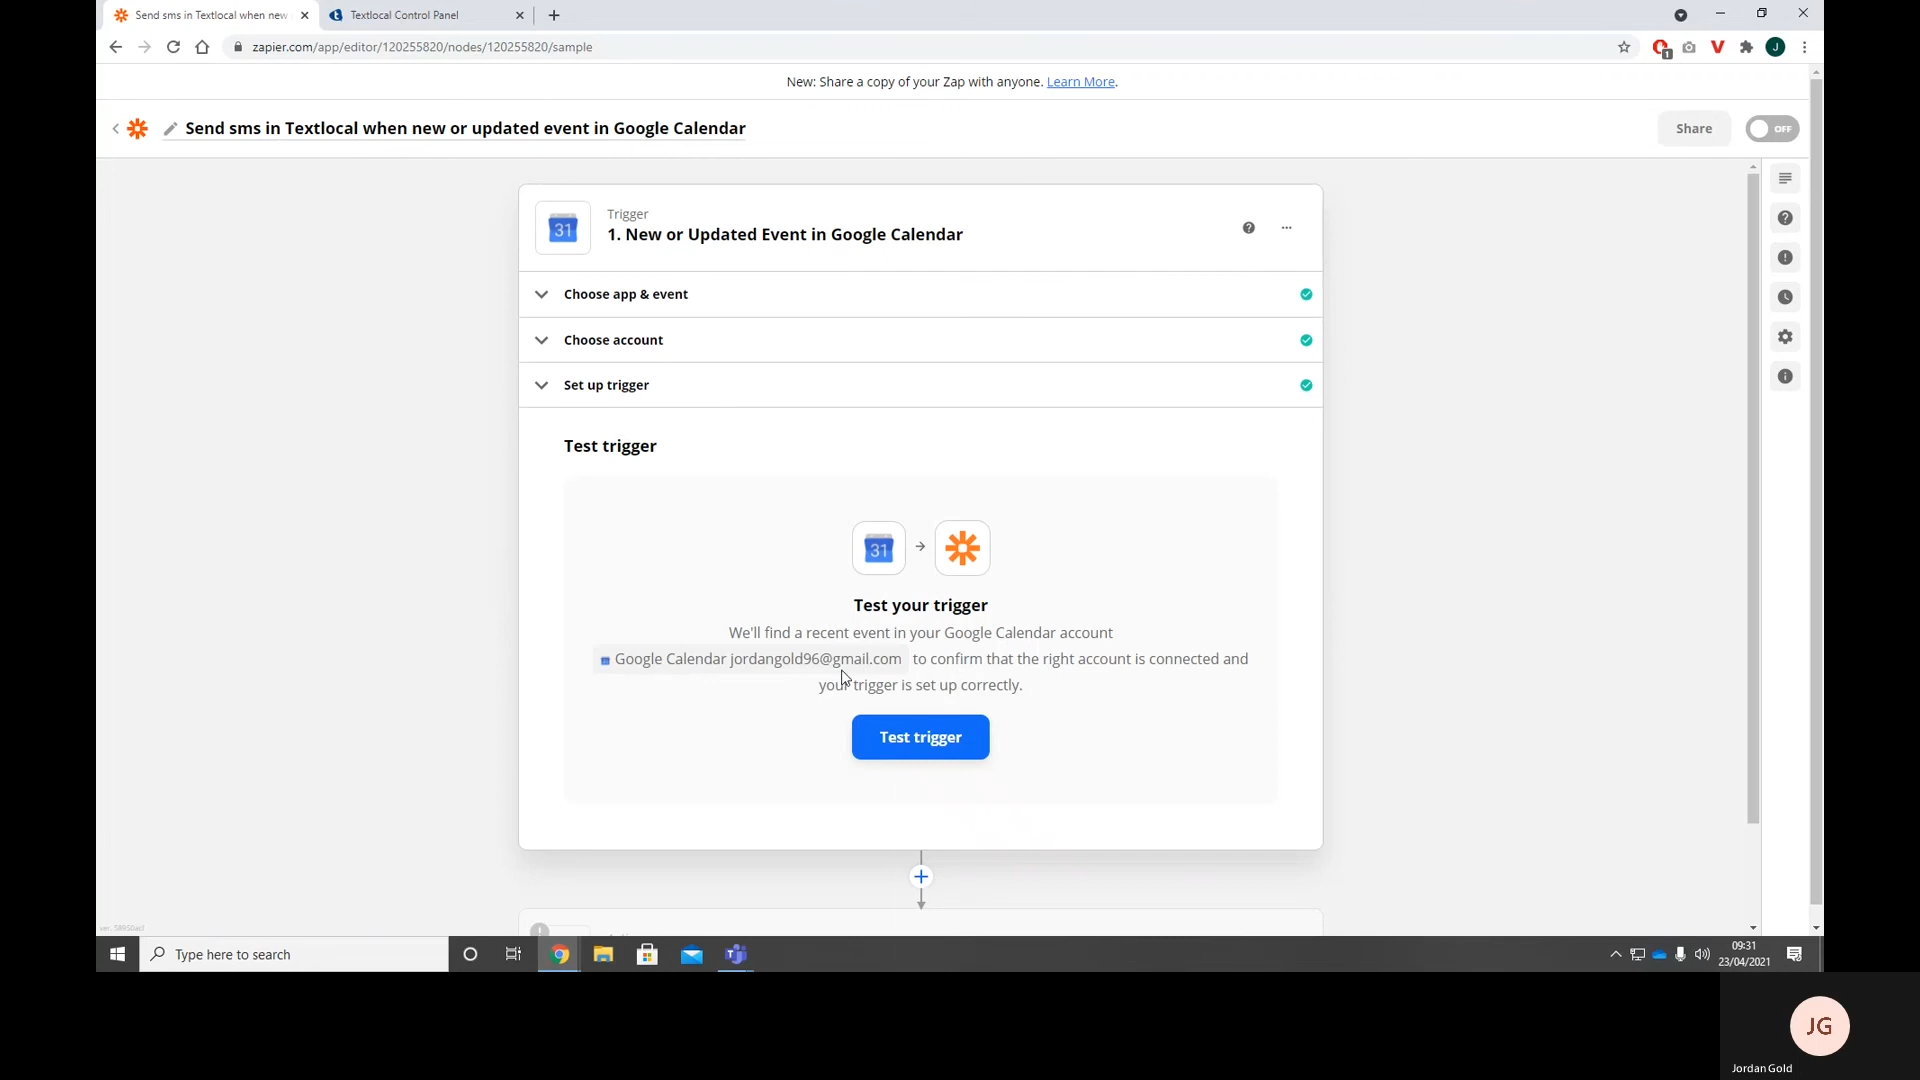 Send sms in Textlocal when new
Textlocal Control Panel
zapier.com/app/editor/120255820/nodes/120255820/sample
1
J
New: Share a copy of your Zap with anyone. Learn More.
Send sms in Textlocal when new or updated event in Google Calendar
Share
OFF
31
Trigger
1. New or Updated Event in Google Calendar
Choose app & event
Choose account
Set up trigger
Test trigger
31
Test your trigger
We'll find a recent event in your Google Calendar account
Google Calendar jordangold96@gmail.com to confirm that the right account is connected and
your trigger is set up correctly.
Test trigger
Type here to search
09:31
23/04/2021
JG
Jordan Gold